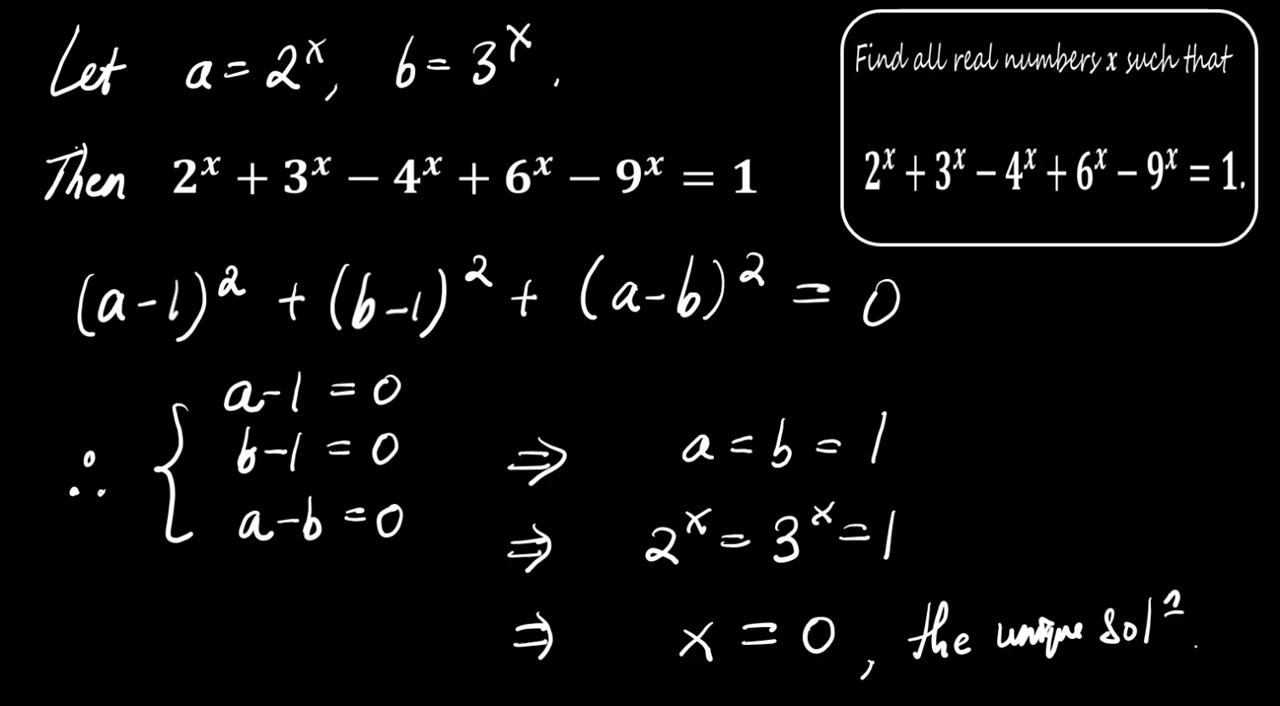 Let a = 2^x, b = 3^x.
Find all real numbers x such that
2^x + 3^x − 4^x + 6^x − 9^x = 1.
Then 2^x + 3^x − 4^x + 6^x − 9^x = 1
(a-1)^2 + (b-1)^2 + (a-b)^2 = 0
∴ { a-1 = 0
b-1 = 0 ⇒ a = b = 1
a-b = 0
⇒ 2^x = 3^x = 1
⇒ x = 0, the unique sol^n.